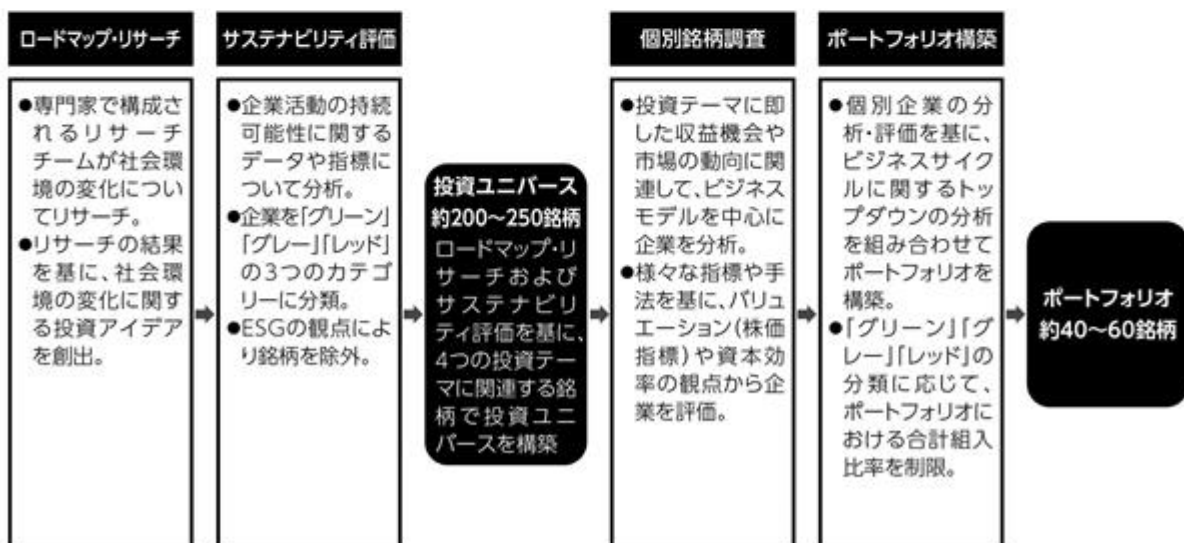 ロードマップ・リサーチ
●専門家で構成さ
れるリサーチ
チームが社会環
境の変化につい
てリサーチ。
●リサーチの結果
を基に、社会環
境の変化に関す
る投資アイデア
を創出。
サステナビリティ評価
●企業活動の持続
可能性に関する
データや指標に
ついて分析。
●企業を「グリーン」
「グレー」「レッド」
の3つのカテゴ
リーに分類。
●ESGの観点によ
り銘柄を除外。
投資ユニバース
約200～250銘柄
ロードマップ・リ
サーチおよび
サステナビリ
ティ評価を基に、
4つの投資テー
マに関連する銘
柄で投資ユニ
バースを構築
個別銘柄調査
●投資テーマに即
した収益機会や
市場の動向に関
連して、ビジネス
モデルを中心に
企業を分析。
●様々な指標や手
法を基に、バリュ
エーション(株価
指標)や資本効
率の観点から企
業を評価。
ポートフォリオ構築
●個別企業の分
析・評価を基に、
ビジネスサイク
ルに関するトッ
プダウンの分析
を組み合わせて
ポートフォリオを
構築。
●「グリーン」「グ
レー」「レッド」の
分類に応じて、
ポートフォリオに
おける合計組入
比率を制限。
ポートフォリオ
約40～60銘柄